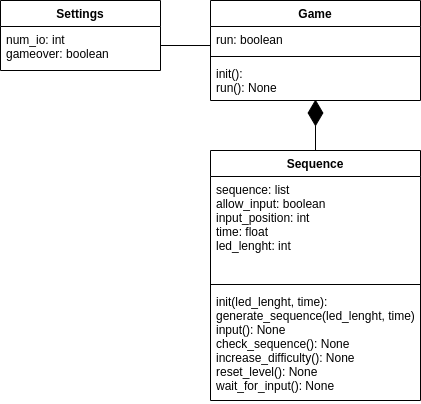 Settings
num_io: int
gameover: boolean
Game
run: boolean
init():
run(): None
Sequence
sequence: list
allow_input: boolean
input_position: int
time: float
led_lenght: int
init(led_lenght, time):
generate_sequence(led_lenght, time)
input(): None
check_sequence(): None
increase_difficulty(): None
reset_level(): None
wait_for_input(): None